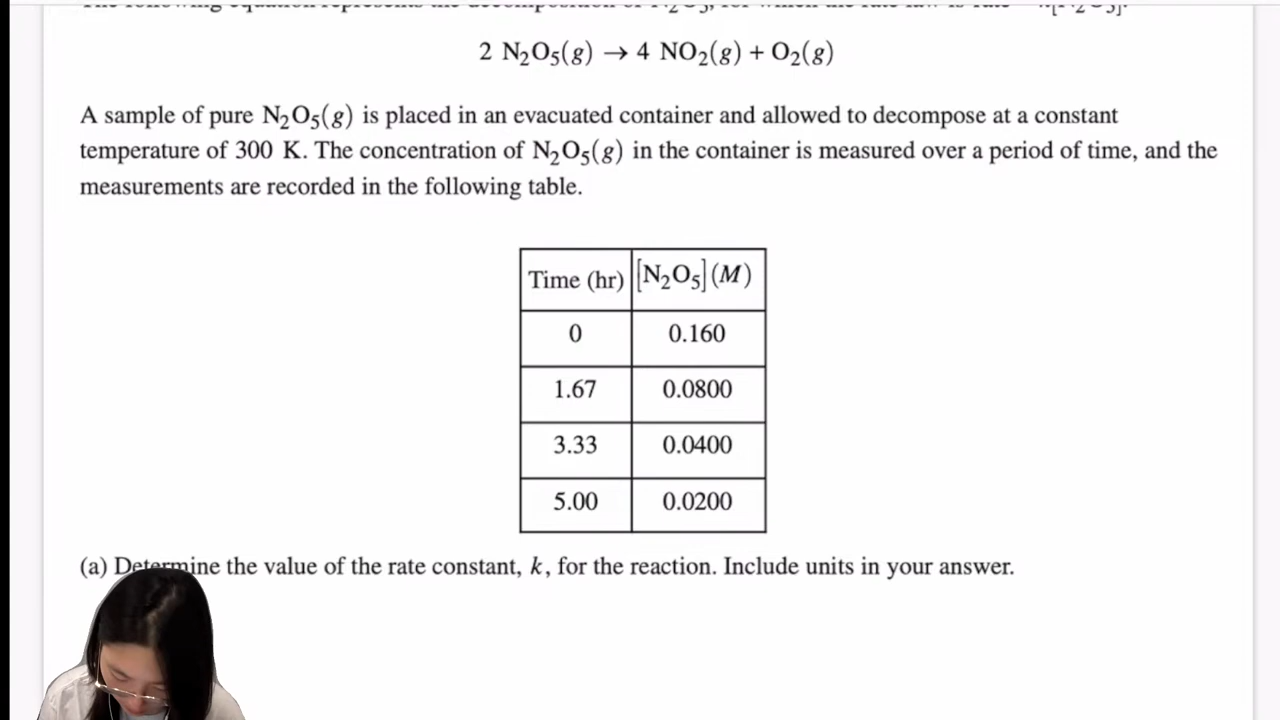 2 N₂O₅(g) → 4 NO₂(g) + O₂(g)
A sample of pure N₂O₅(g) is placed in an evacuated container and allowed to decompose at a constant
temperature of 300 K. The concentration of N₂O₅(g) in the container is measured over a period of time, and the
measurements are recorded in the following table.
Time (hr) [N₂O₅](M)
0 0.160
1.67 0.0800
3.33 0.0400
5.00 0.0200
(a) Determine the value of the rate constant, k, for the reaction. Include units in your answer.